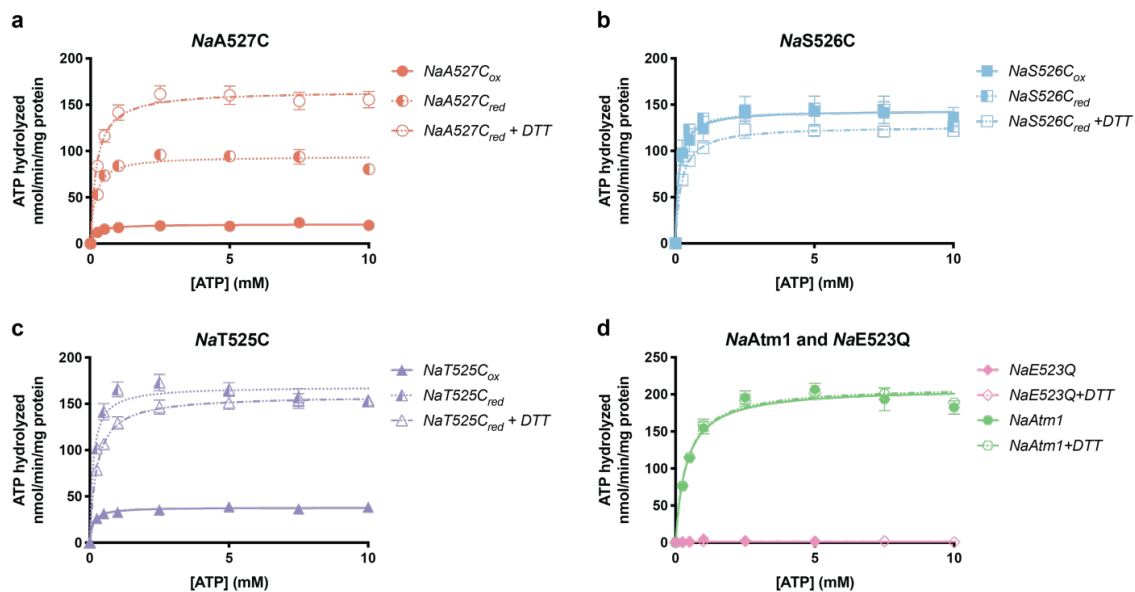 a
NaA527C
ATP hydrolyzed
nmol/min/mg protein
200
150
100
50
0
0
5
10
[ATP] (mM)
NaA527Cox
NaA527Cred
NaA527Cred + DTT
b
NaS526C
ATP hydrolyzed
nmol/min/mg protein
200
150
100
50
0
0
5
10
[ATP] (mM)
NaS526Cox
NaS526Cred
NaS526Cred +DTT
c
NaT525C
ATP hydrolyzed
nmol/min/mg protein
200
150
100
50
0
0
5
10
[ATP] (mM)
NaT525Cox
NaT525Cred
NaT525Cred + DTT
d
NaAtm1 and NaE523Q
ATP hydrolyzed
nmol/min/mg protein
250
200
150
100
50
0
0
5
10
[ATP] (mM)
NaE523Q
NaE523Q+DTT
NaAtm1
NaAtm1+DTT